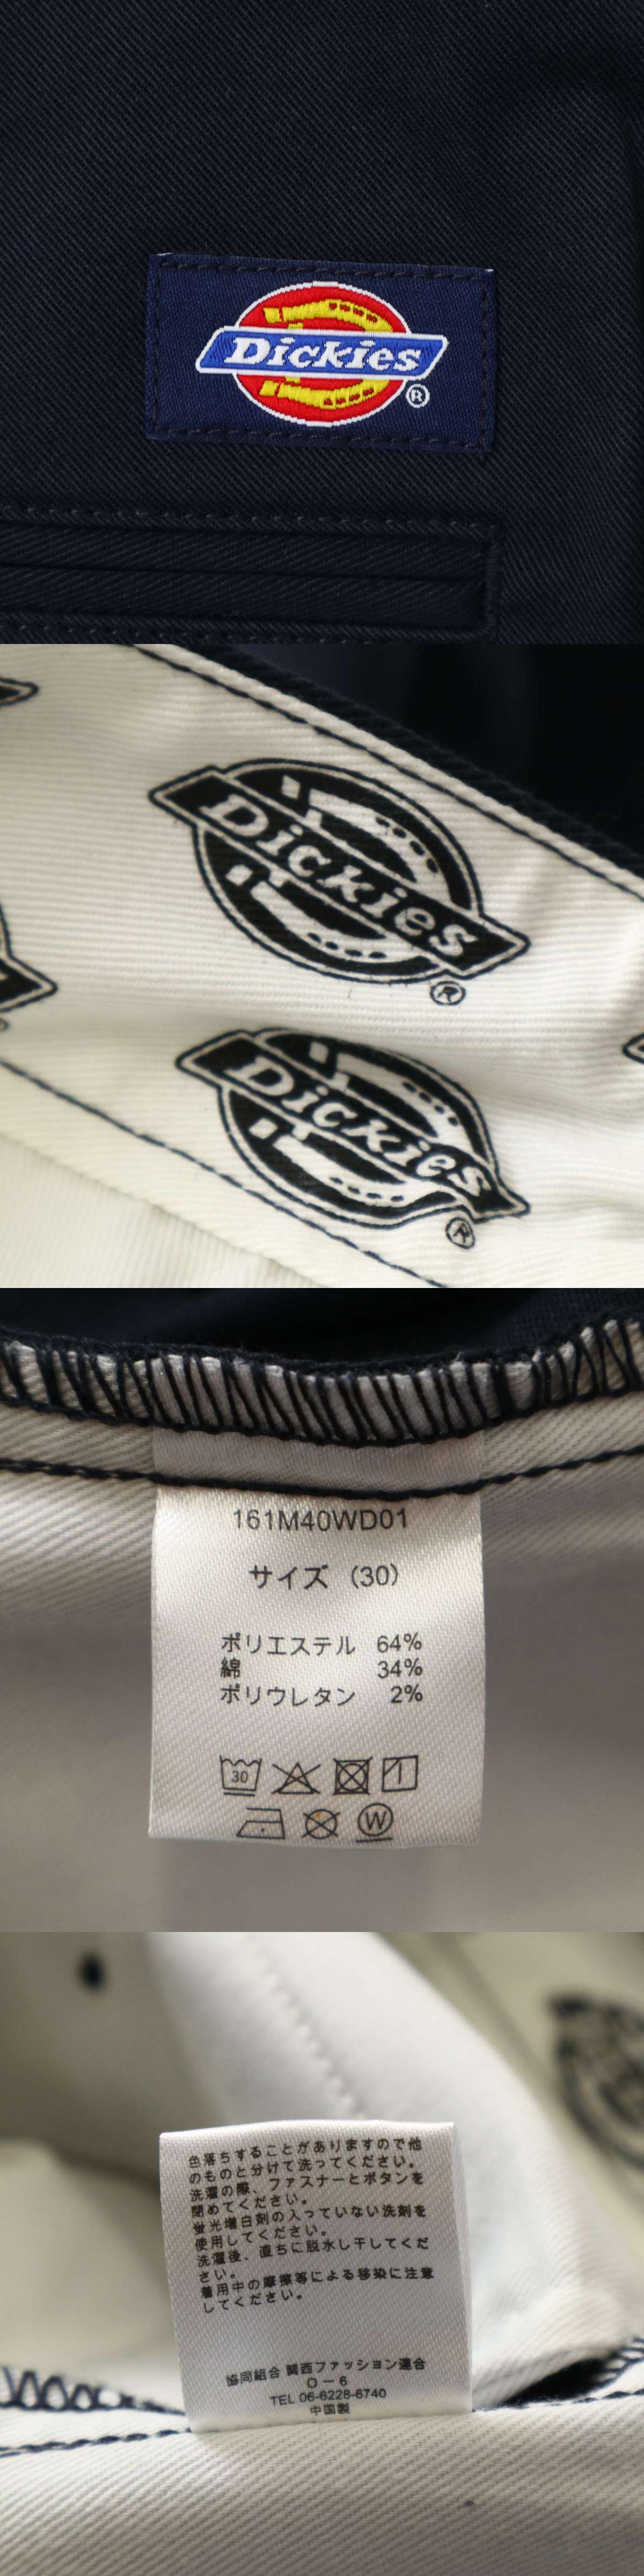 Dickies
®
Dickies
®
Dickies
®
161M40WD01
サイズ (30)
ポリエステル 64%
綿 34%
ポリウレタン 2%
30
W
色落ちすることがありますので他
のものと分けて洗ってください。
洗濯の際、ファスナーとボタンを
閉めてください。
蛍光増白剤の入っていない洗剤を
使用してください。
洗濯後、直ちに脱水し干してくだ
さい。
着用中の摩擦等による移染に注意
してください。
協同組合 関西ファッション連合
O－6
TEL 06-6228-6740
中国製